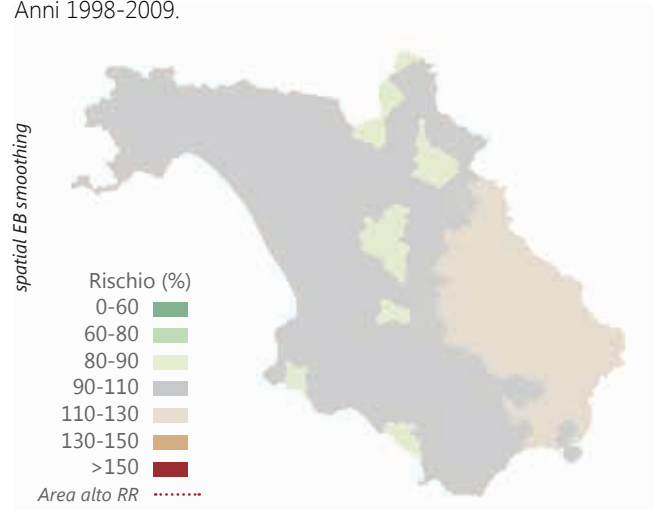 Anni 1998-2009.
spatial EB smoothing
Rischio (%)
0-60
60-80
80-90
90-110
110-130
130-150
>150
Area alto RR